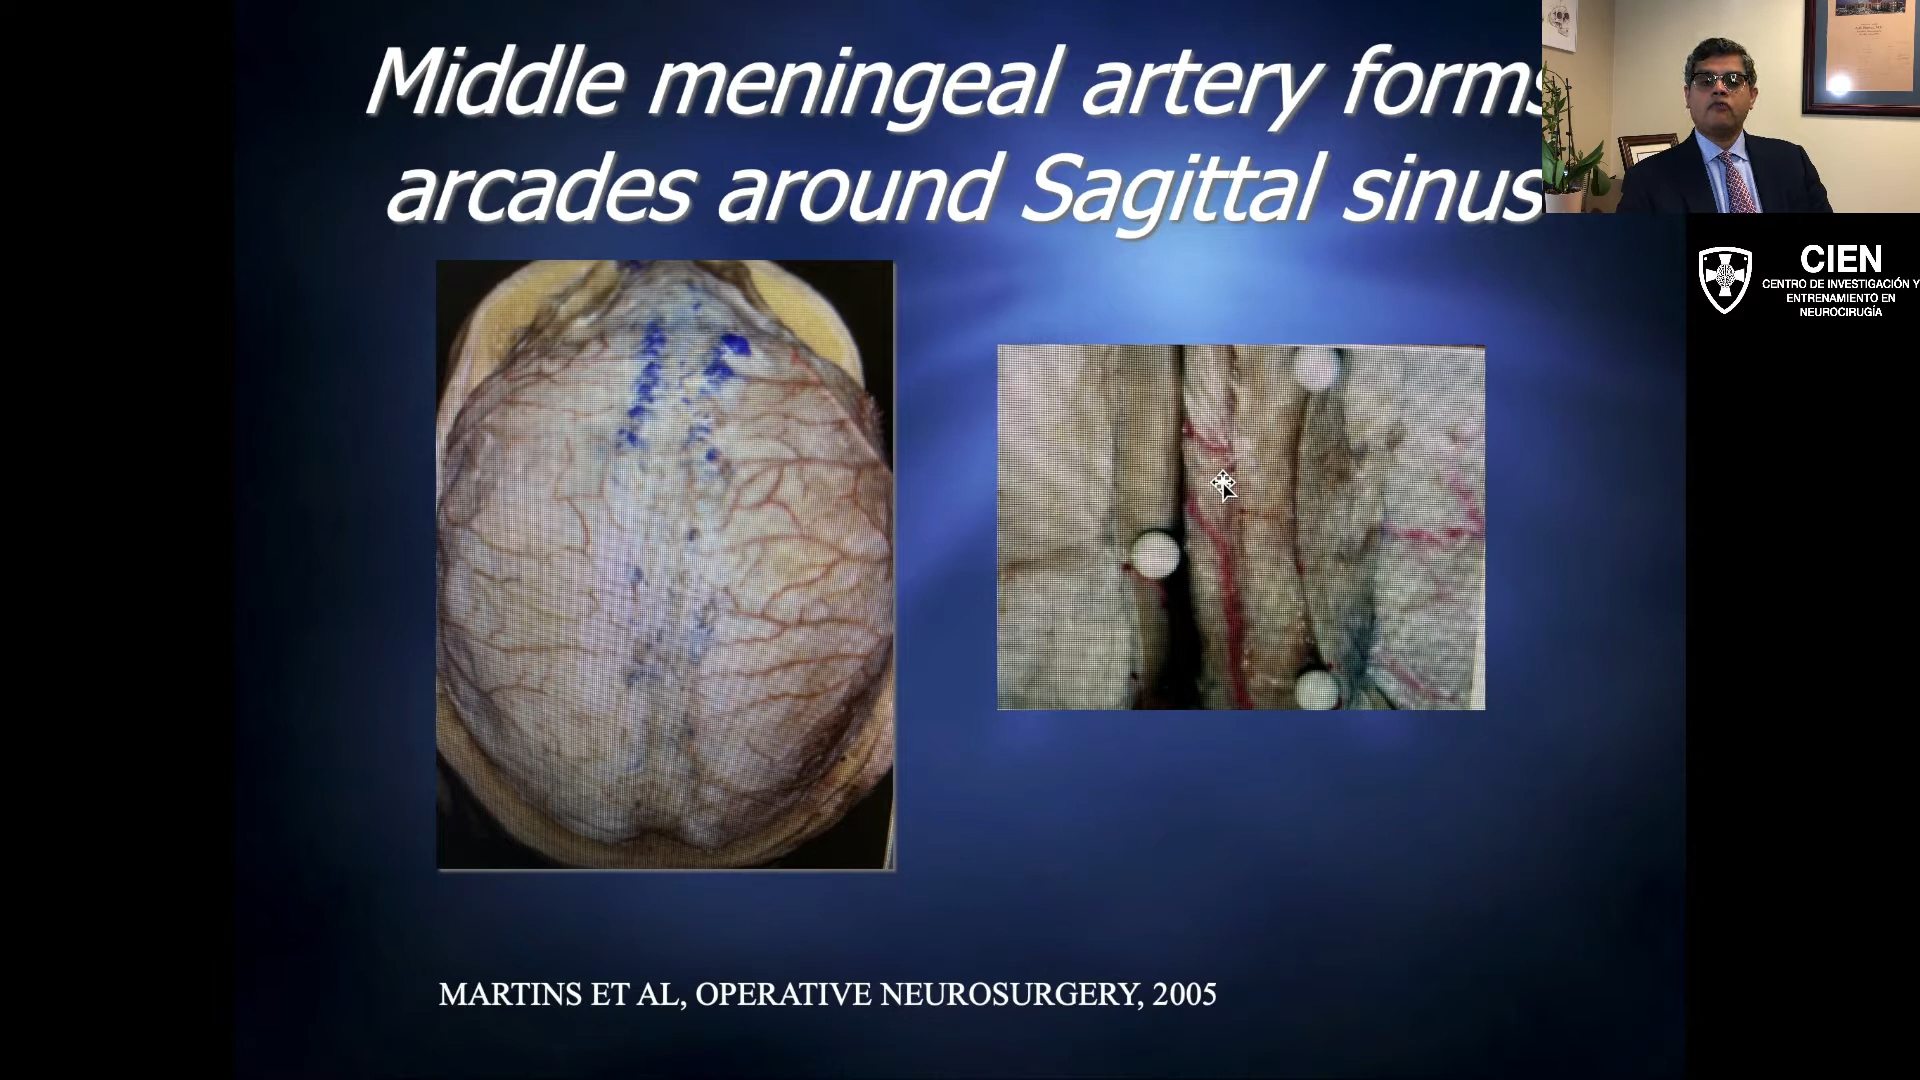 Middle meningeal artery forms
arcades around Sagittal sinus
CIEN
CENTRO DE INVESTIGACIÓN Y
ENTRENAMIENTO EN
NEUROCIRUGÍA
MARTINS ET AL, OPERATIVE NEUROSURGERY, 2005